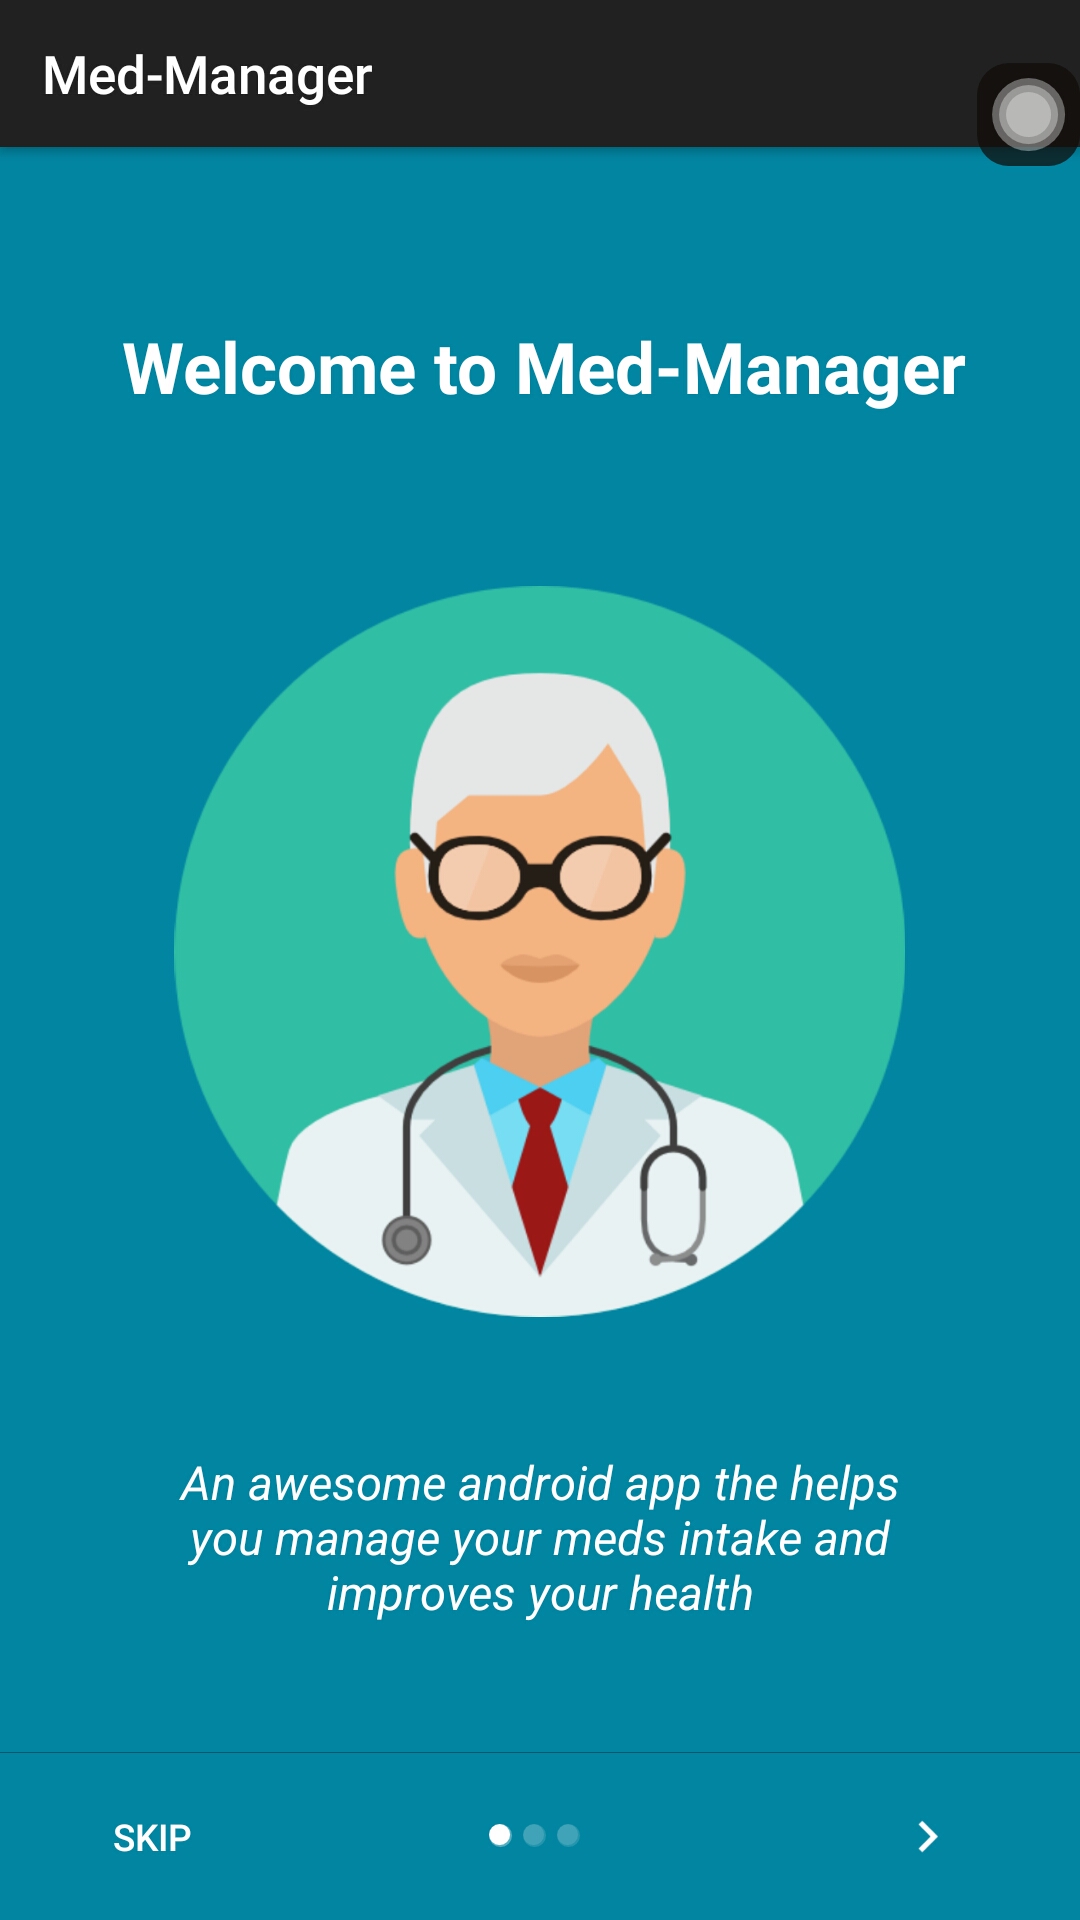 Med-Manager
Welcome to Med-Manager
An awesome android app the helps
you manage your meds intake and
improves your health
SKIP